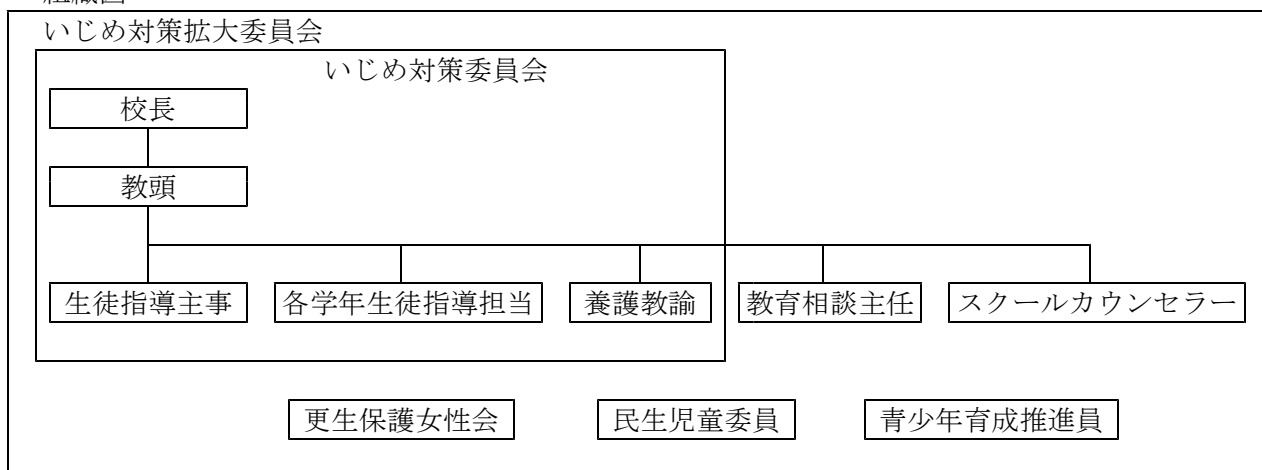 いじめ対策拡大委員会
いじめ対策委員会
校長
教頭
生徒指導主事 各学年生徒指導担当 養護教諭 教育相談主任 スクールカウンセラー
更生保護女性会 民生児童委員 青少年育成推進員